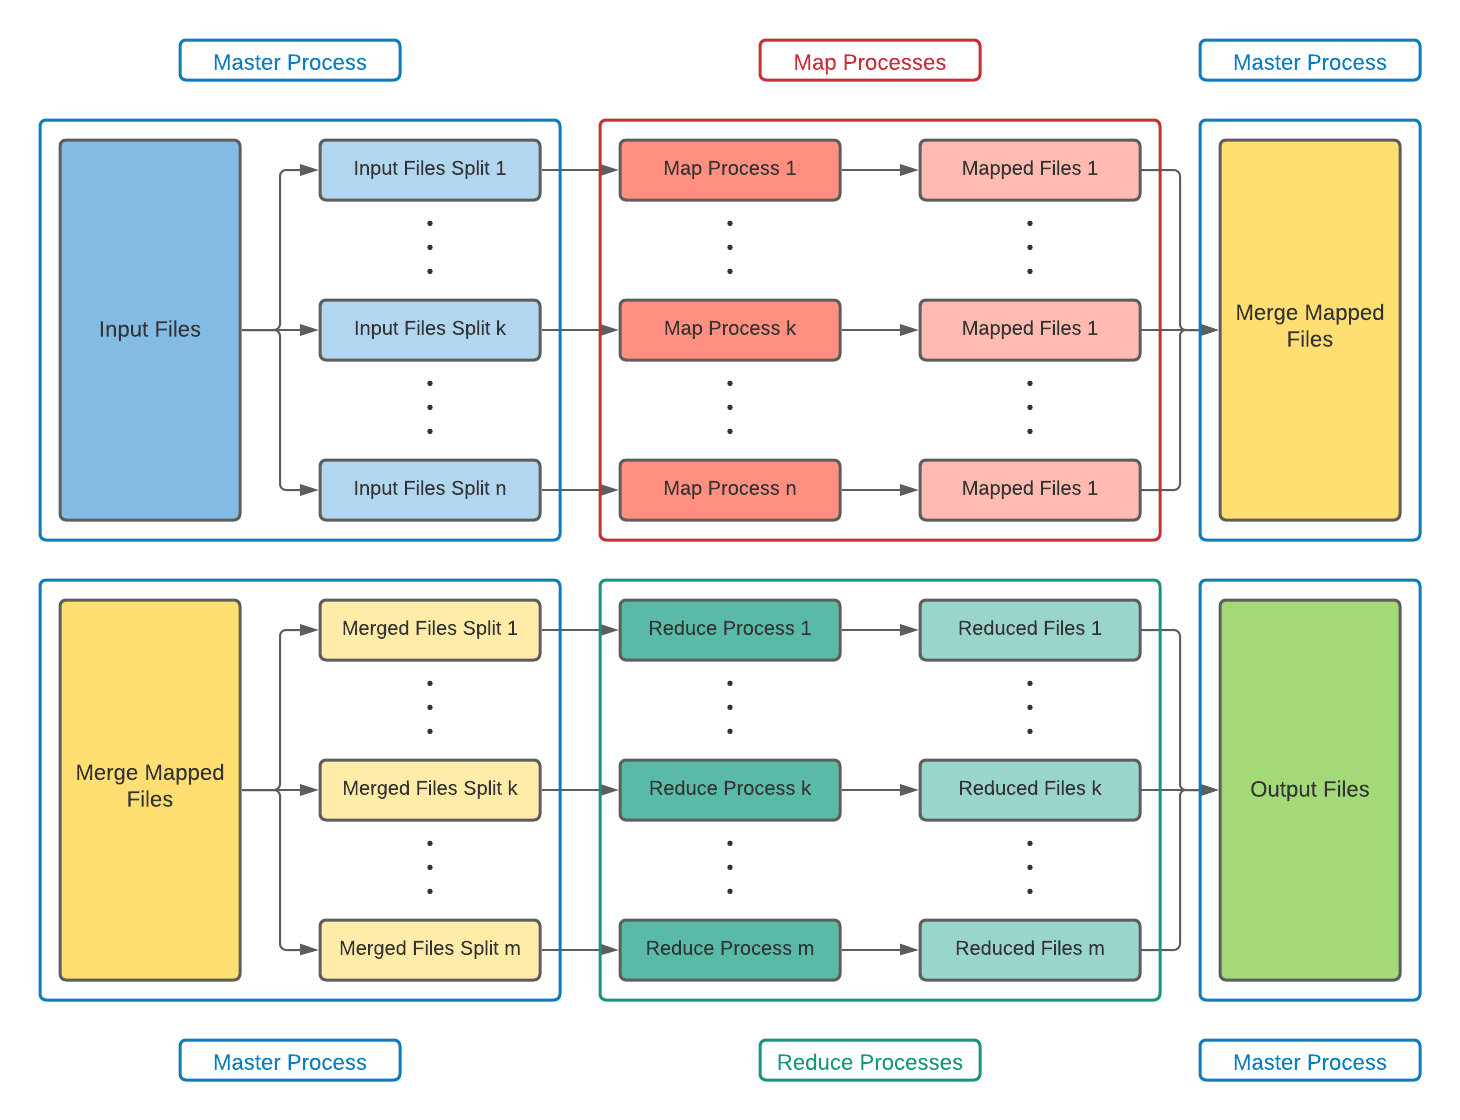 Master Process
Map Processes
Master Process
Input Files
Input Files Split 1
Map Process 1
Mapped Files 1
Input Files Split k
Map Process k
Mapped Files 1
Input Files Split n
Map Process n
Mapped Files 1
Merge Mapped
Files
Merge Mapped
Files
Merged Files Split 1
Reduce Process 1
Reduced Files 1
Merged Files Split k
Reduce Process k
Reduced Files k
Merged Files Split m
Reduce Process m
Reduced Files m
Output Files
Master Process
Reduce Processes
Master Process